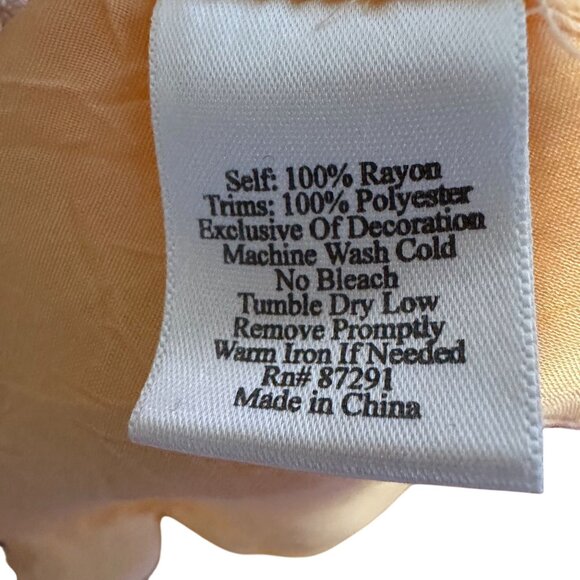 Self: 100% Rayon
Trims: 100% Polyester
Exclusive Of Decoration
Machine Wash Cold
No Bleach
Tumble Dry Low
Remove Promptly
Warm Iron If Needed
Rn# 87291
Made in China